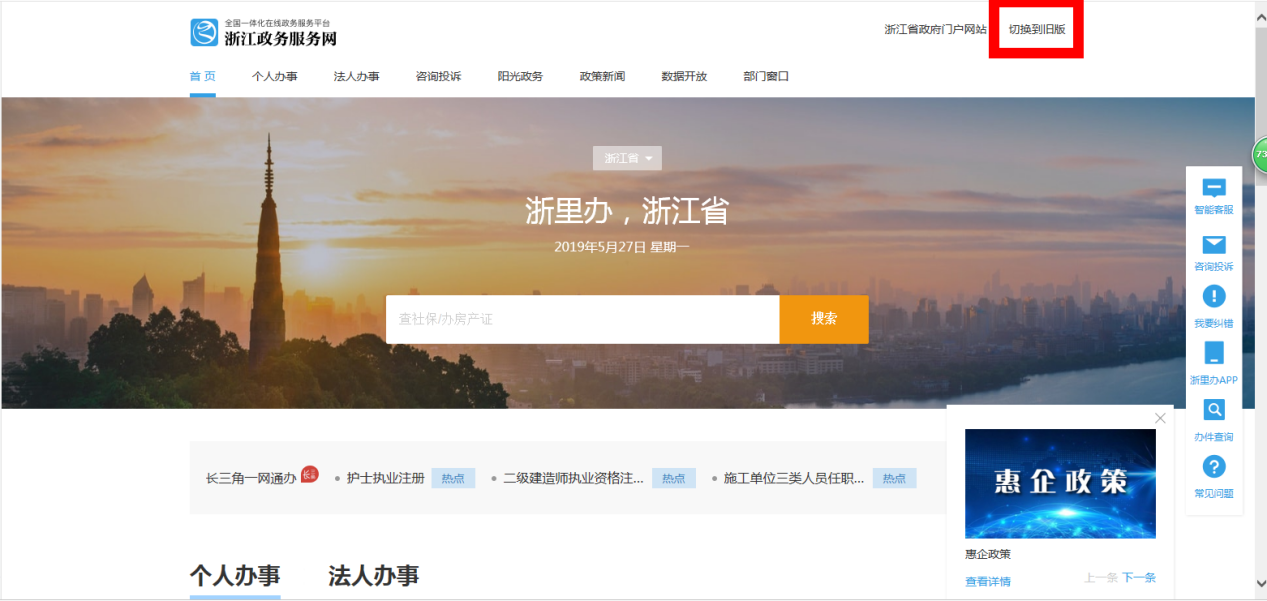 全国一体化在线政务服务平台
浙江政务服务网
浙江省政府门户网站 切换到旧版
首页 个人办事 法人办事 咨询投诉 阳光政务 政策新闻 数据开放 部门窗口
浙江省
浙里办，浙江省
2019年5月27日 星期一
查社保/办房产证 搜索
73
智能客服
咨询投诉
我要纠错
浙里办APP
办件查询
常见问题
长三角一网通办 护士执业注册 热点 二级建造师执业资格注... 热点 施工单位三类人员任职... 热点
惠企政策
惠企政策
查看详情 上一条 下一条
个人办事 法人办事